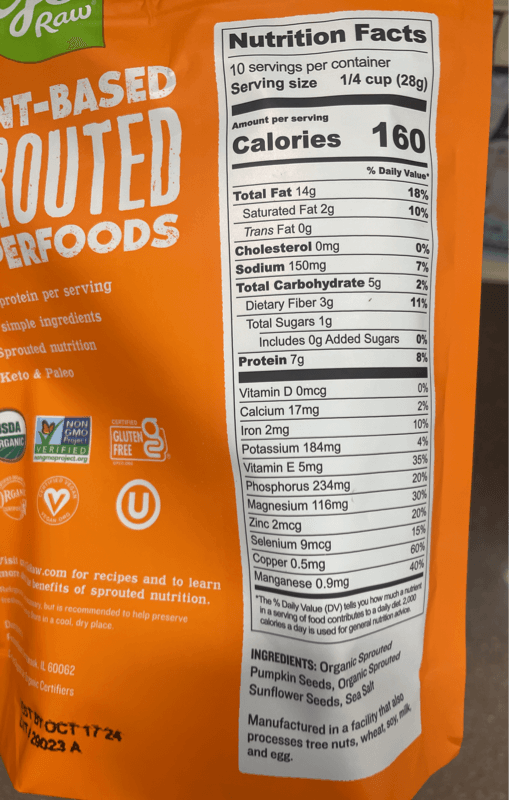 Raw
NT-BASED
ROUTED
ERFOODS
protein per serving
simple ingredients
Sprouted nutrition
Keto & Paleo
USDA
ORGANIC
NON
GMO
Project
VERIFIED
nongmoproject.org
CERTIFIED
GLUTEN
FREE
U
.com for recipes and to learn
benefits of sprouted nutrition.
but is recommended to help preserve
in a cool, dry place
IL 60062
Organic Certifiers
BY OCT 17 24
29023 A
Nutrition Facts
10 servings per container
Serving size 1/4 cup (28g)
Amount per serving
Calories 160
% Daily Value*
Total Fat 14g 18%
Saturated Fat 2g 10%
Trans Fat 0g
Cholesterol 0mg 0%
Sodium 150mg 7%
Total Carbohydrate 5g 2%
Dietary Fiber 3g 11%
Total Sugars 1g
Includes 0g Added Sugars 0%
Protein 7g 8%
Vitamin D 0mcg 0%
Calcium 17mg 2%
Iron 2mg 10%
Potassium 184mg 4%
Vitamin E 5mg 35%
Phosphorus 234mg 20%
Magnesium 116mg 30%
Zinc 2mcg 20%
Selenium 9mcg 15%
Copper 0.5mg 60%
Manganese 0.9mg 40%
*The % Daily Value (DV) tells you how much a nutrient
in a serving of food contributes to a daily diet. 2,000
calories a day is used for general nutrition advice.
INGREDIENTS: Organic Sprouted
Pumpkin Seeds, Organic Sprouted
Sunflower Seeds, Sea Salt
Manufactured in a facility that also
processes tree nuts, wheat, soy, milk,
and egg.